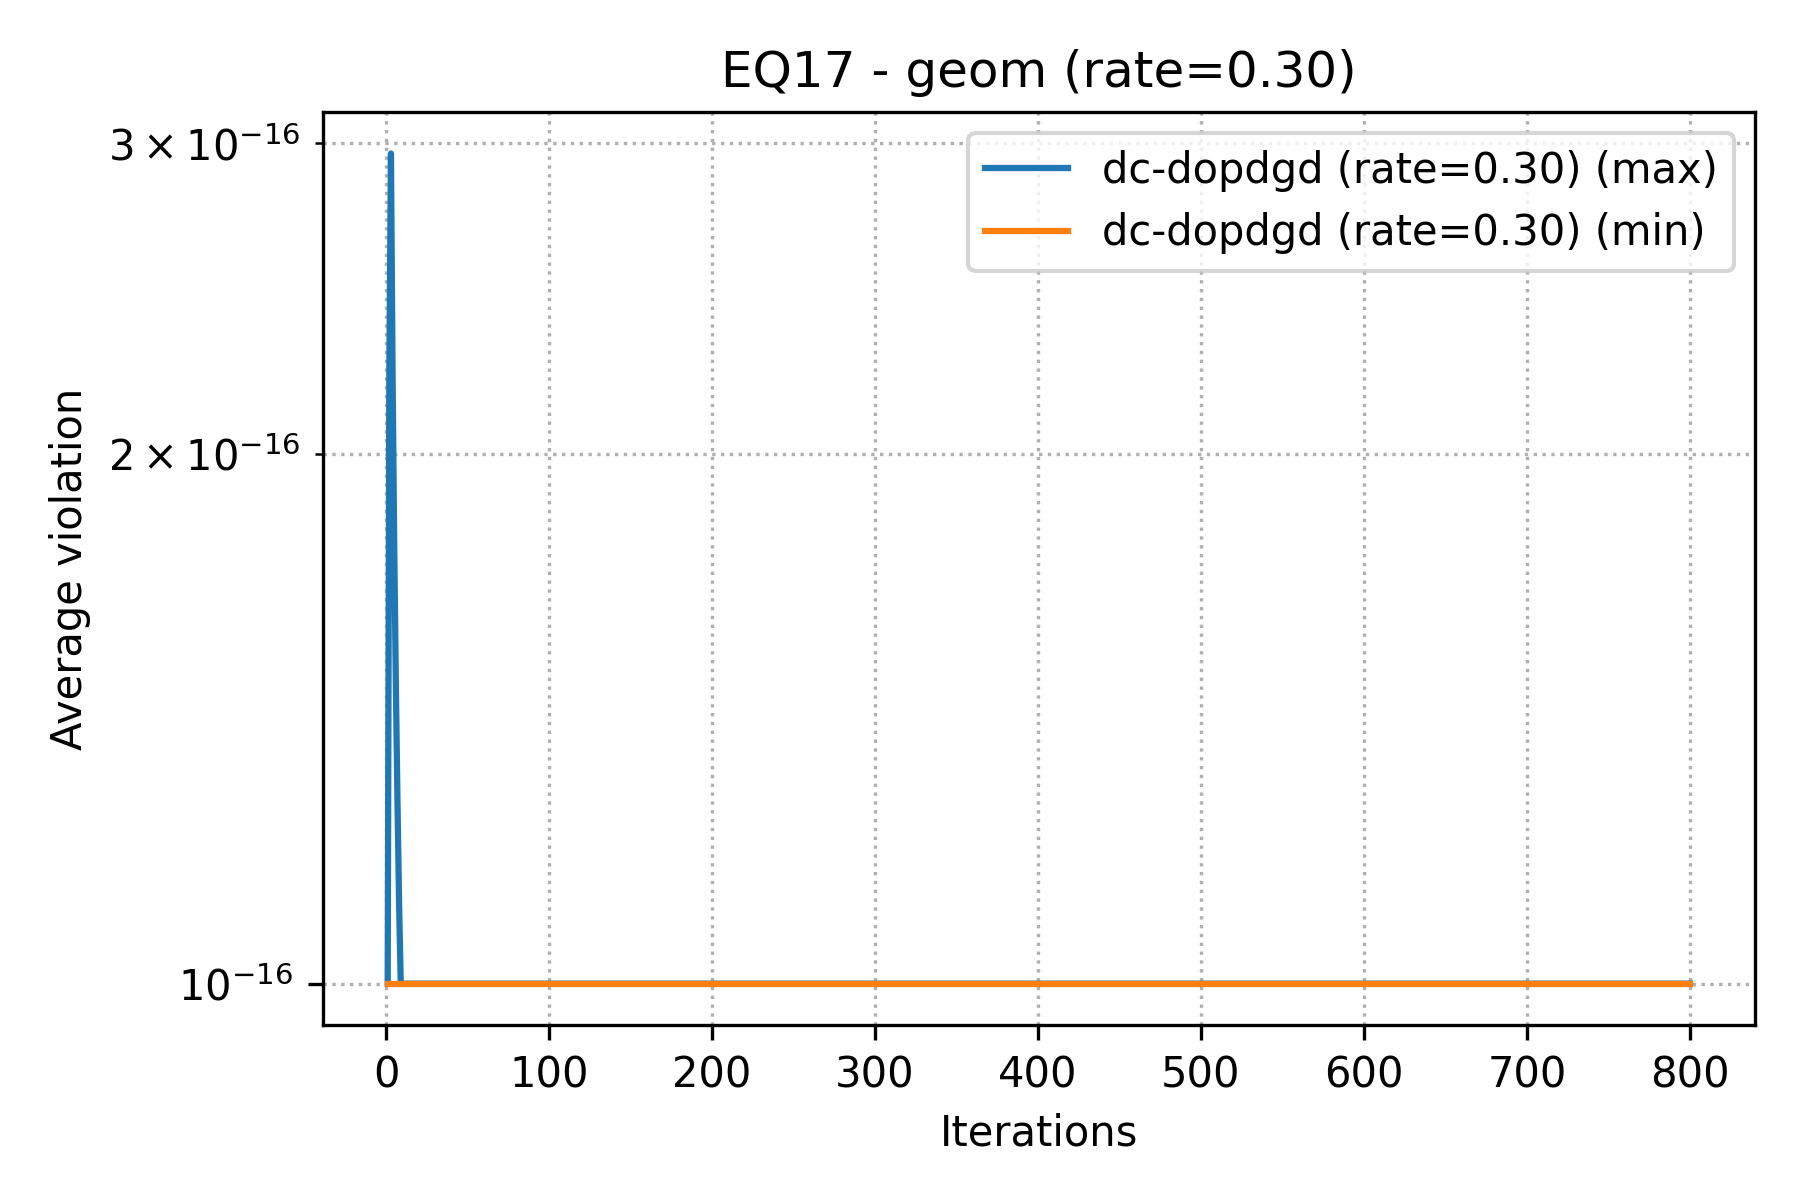 EQ17 - geom (rate=0.30)
3 × 10⁻¹⁶
2 × 10⁻¹⁶
10⁻¹⁶
Average violation
dc-dopdgd (rate=0.30) (max)
dc-dopdgd (rate=0.30) (min)
0 100 200 300 400 500 600 700 800
Iterations